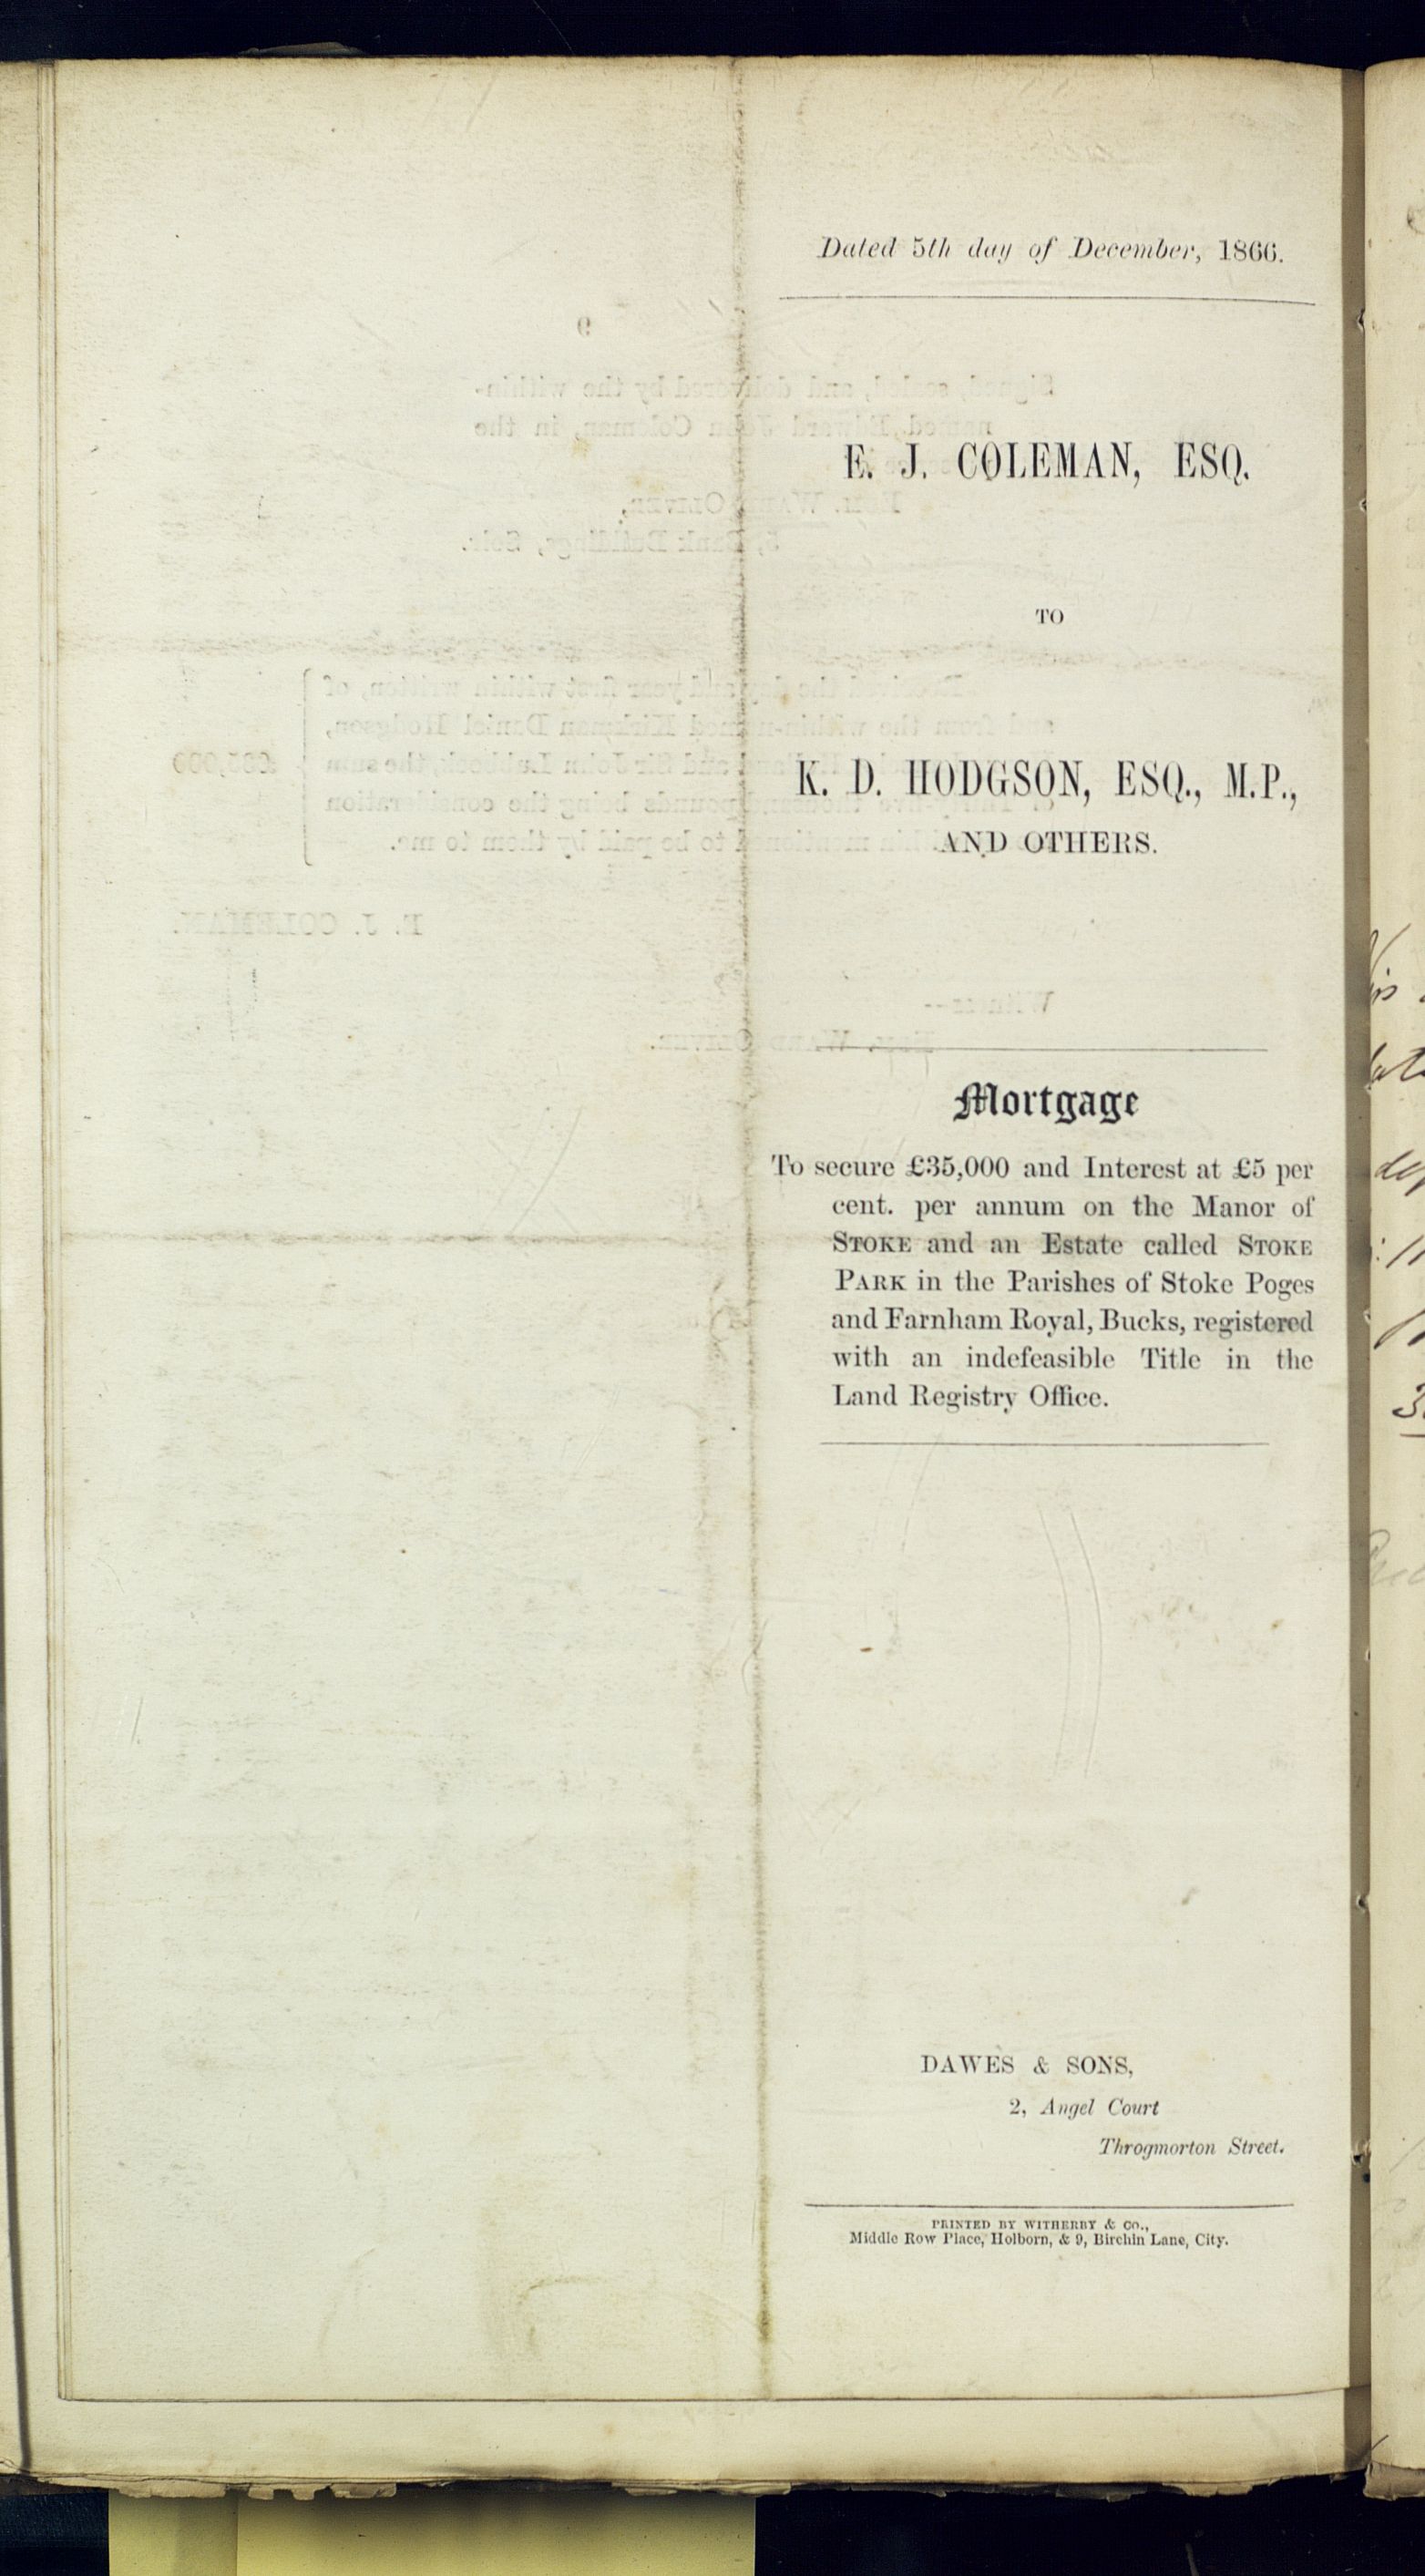 Dated 5th day of December, 1866.
E. J. COLEMAN, ESQ.
TO
K. D. HODGSON, ESQ., M.P.,
AND OTHERS.
Mortgage
To secure £35,000 and Interest at £5 per
cent. per annum on the Manor of
STOKE and an Estate called STOKE
PARK in the Parishes of Stoke Poges
and Farnham Royal, Bucks, registered
with an indefeasible Title in the
Land Registry Office.
DAWES & SONS,
2, Angel Court
Throgmorton Street.
PRINTED BY WITHERBY & CO.,
Middle Row Place, Holborn, & 9, Birchin Lane, City.